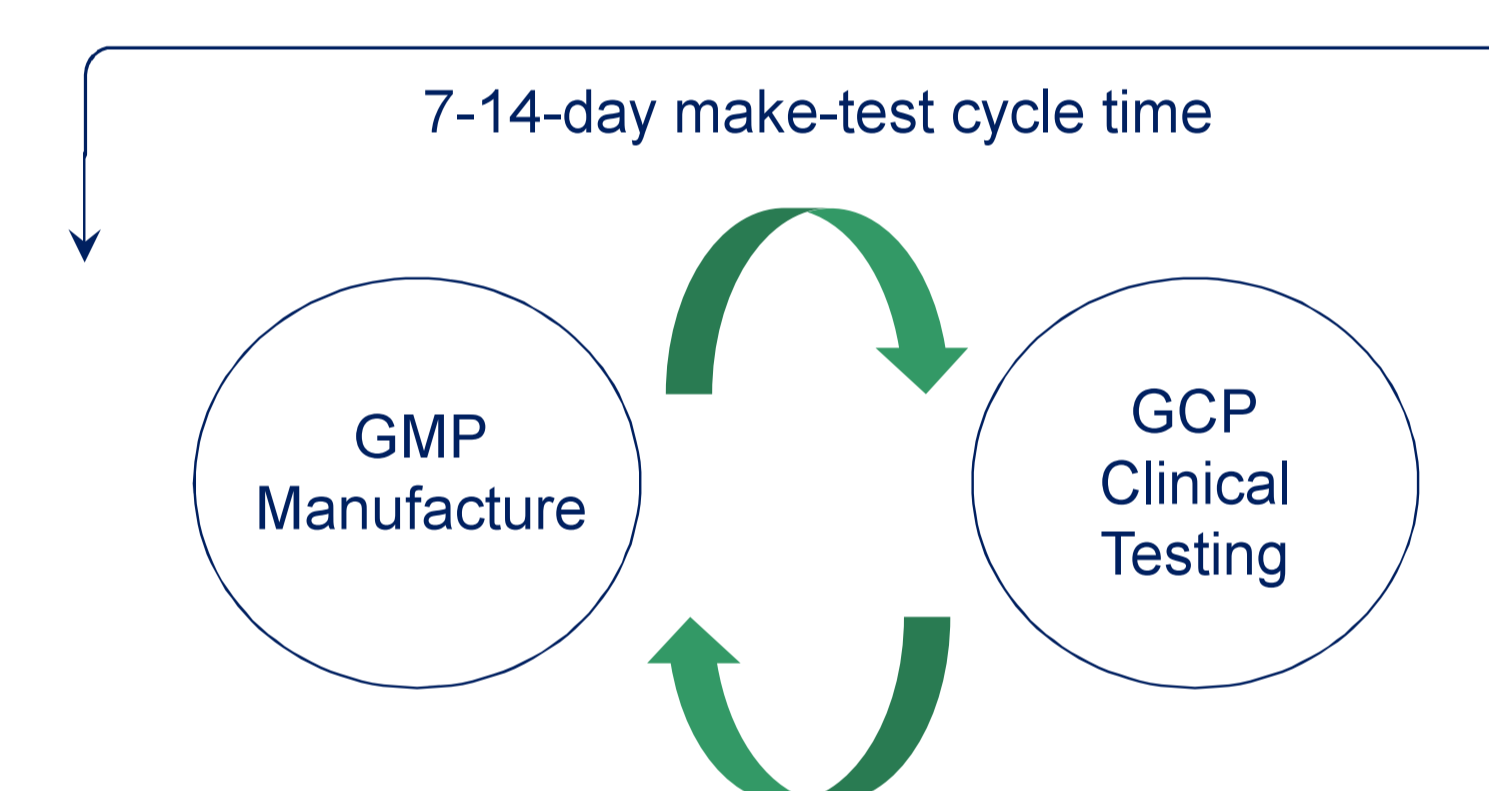 7-14-day make-test cycle time
GMP
Manufacture
GCP
Clinical
Testing